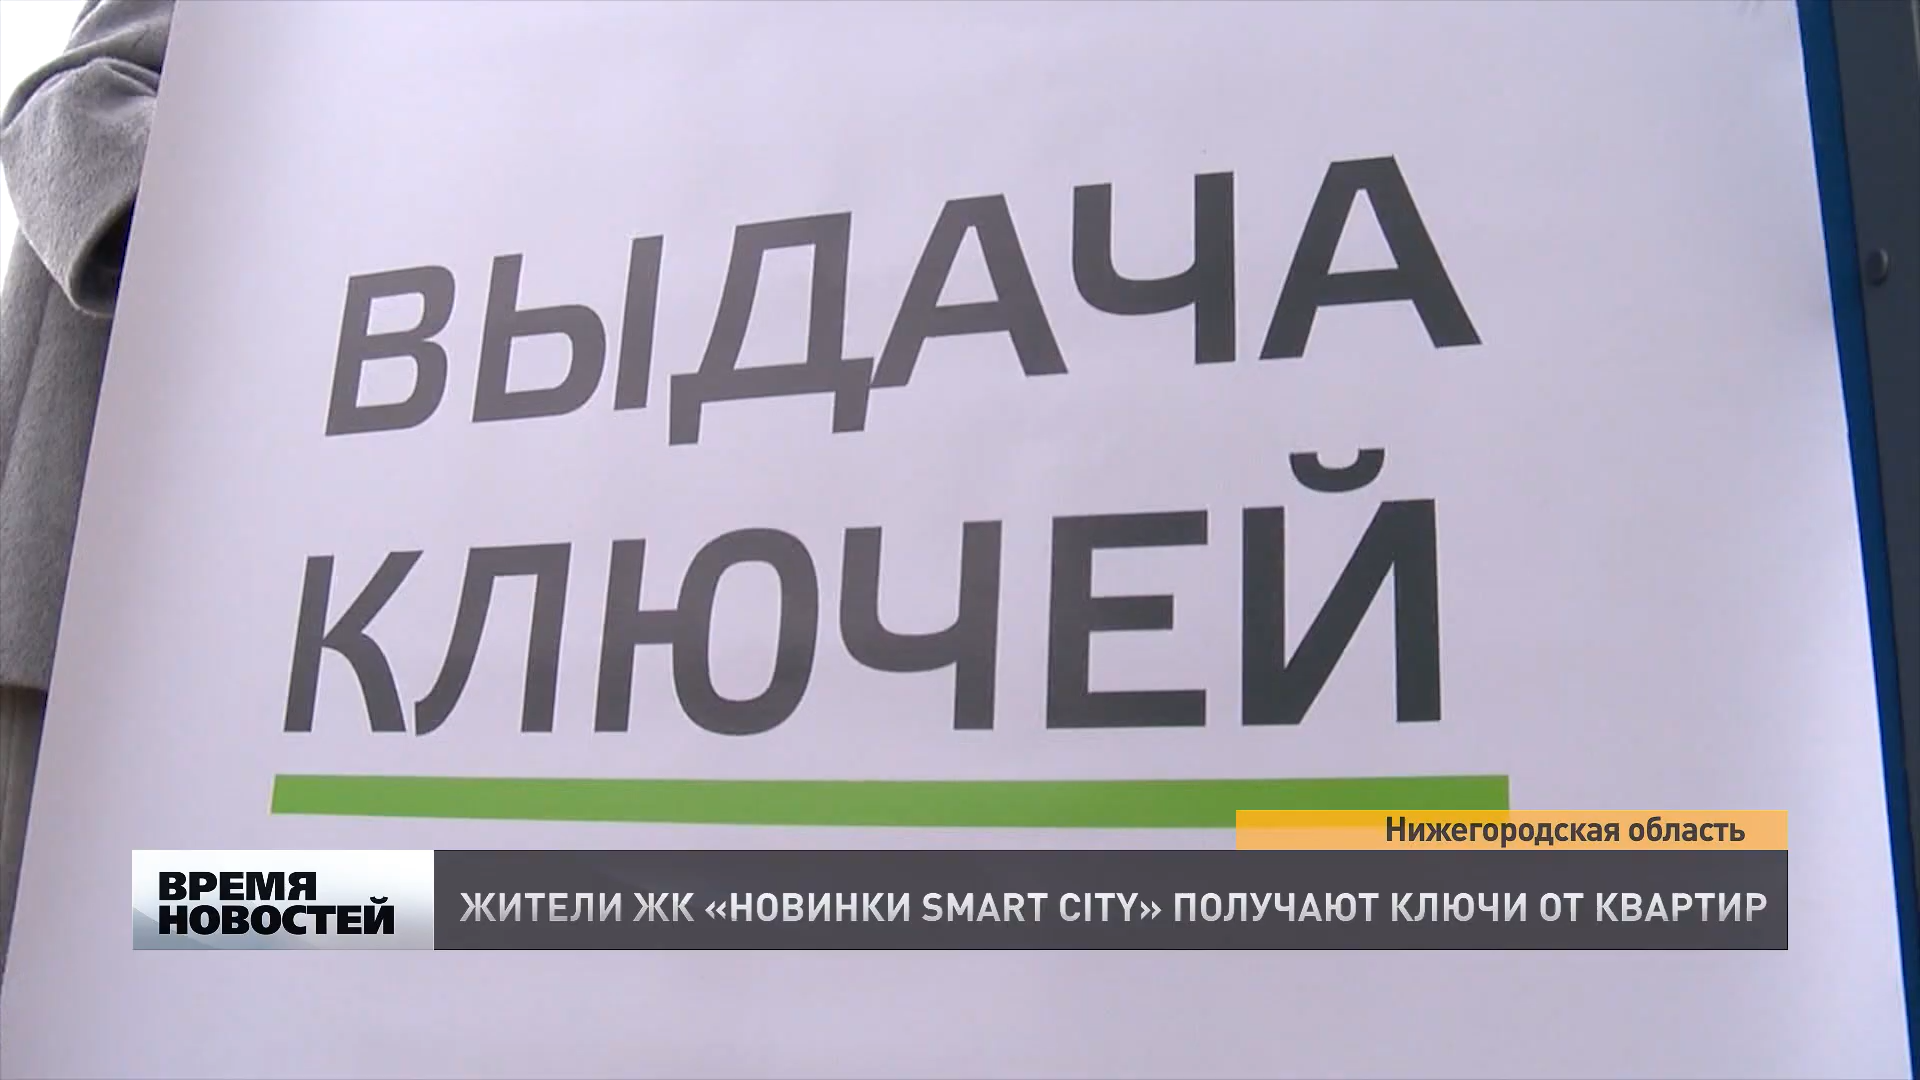 ВЫДАЧА
КЛЮЧЕЙ
Нижегородская область
ВРЕМЯ
НОВОСТЕЙ
ЖИТЕЛИ ЖК «НОВИНКИ SMART CITY» ПОЛУЧАЮТ КЛЮЧИ ОТ КВАРТИР